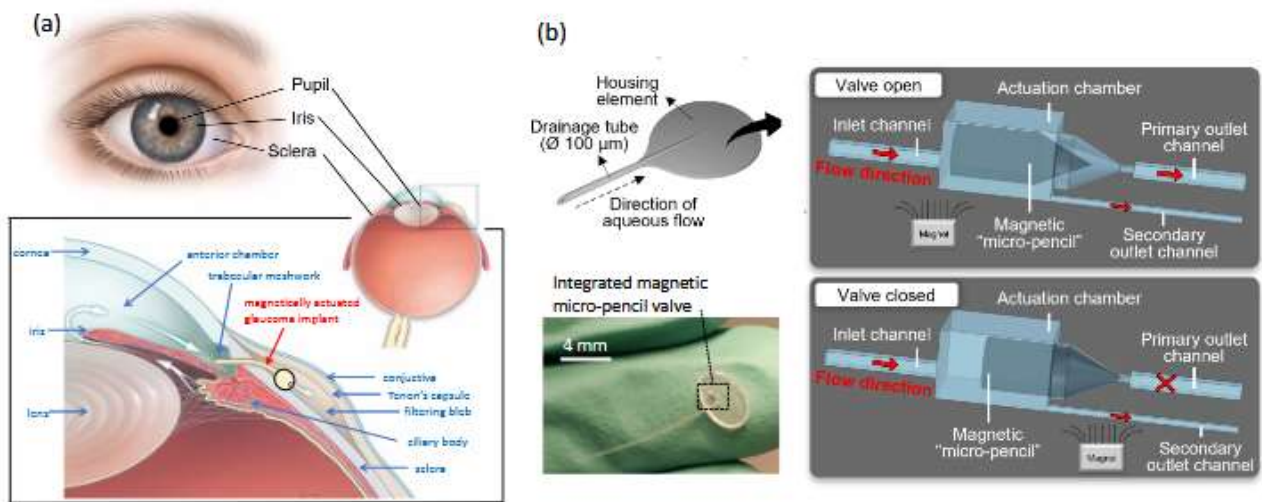 (a)
Pupil
Iris
Sclera
cornea
anterior chamber
trabecular meshwork
magnetically actuated
glaucoma implant
iris
lens
conjuctiva
Tenon's capsule
filtering bleb
ciliary body
sclera
(b)
Housing
element
Drainage tube
(Ø 100 µm)
Direction of
aqueous flow
Integrated magnetic
micro-pencil valve
4 mm
Valve open
Actuation chamber
Inlet channel
Primary outlet
channel
Flow direction
Magnet
Magnetic
"micro-pencil"
Secondary
outlet channel
Valve closed
Actuation chamber
Inlet channel
Primary outlet
channel
Flow direction
Magnetic
"micro-pencil"
Magnet
Secondary
outlet channel